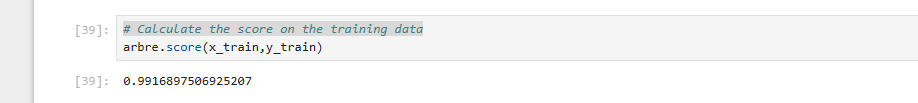 [39]: # Calculate the score on the training data
arbre.score(x_train,y_train)
[39]: 0.9916897506925207